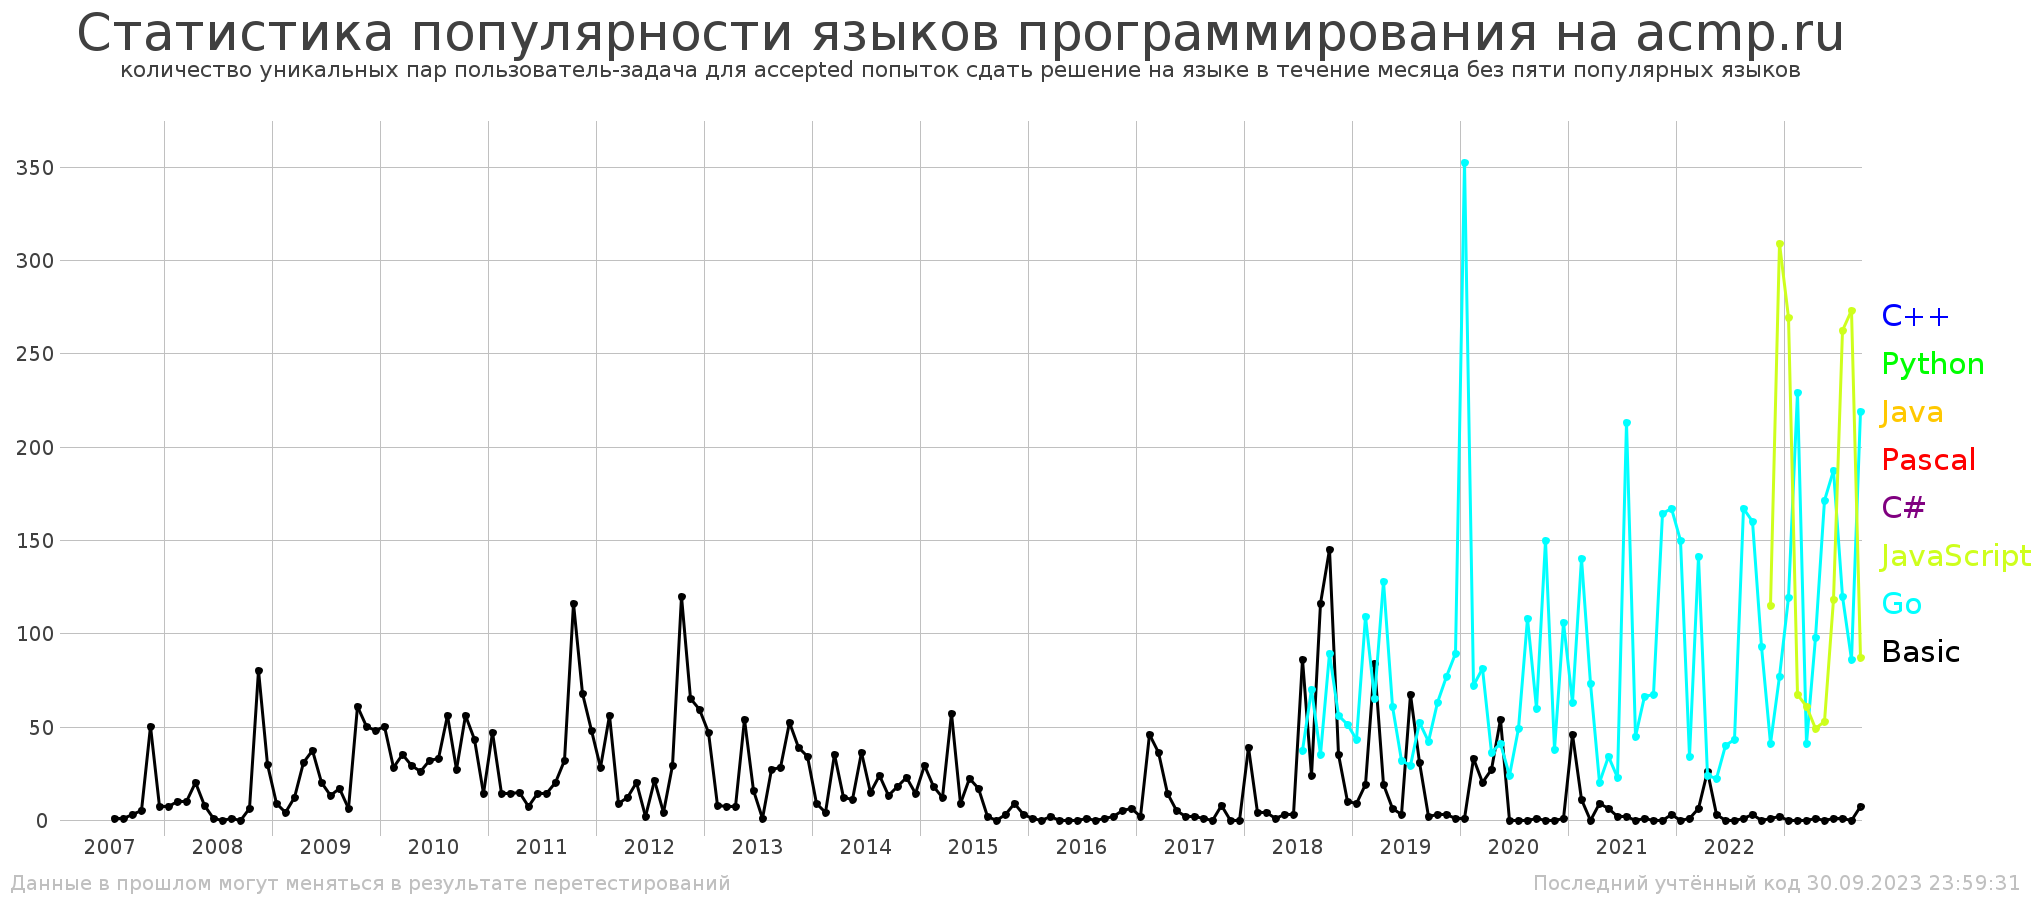 Статистика популярности языков программирования на acmp.ru
количество уникальных пар пользователь-задача для accepted попыток сдать решение на языке в течение месяца без пяти популярных языков
350
300
250
200
150
100
50
0
C++
Python
Java
Pascal
C#
JavaScript
Go
Basic
2007 2008 2009 2010 2011 2012 2013 2014 2015 2016 2017 2018 2019 2020 2021 2022
Данные в прошлом могут меняться в результате перетестирований
Последний учтённый код 30.09.2023 23:59:31